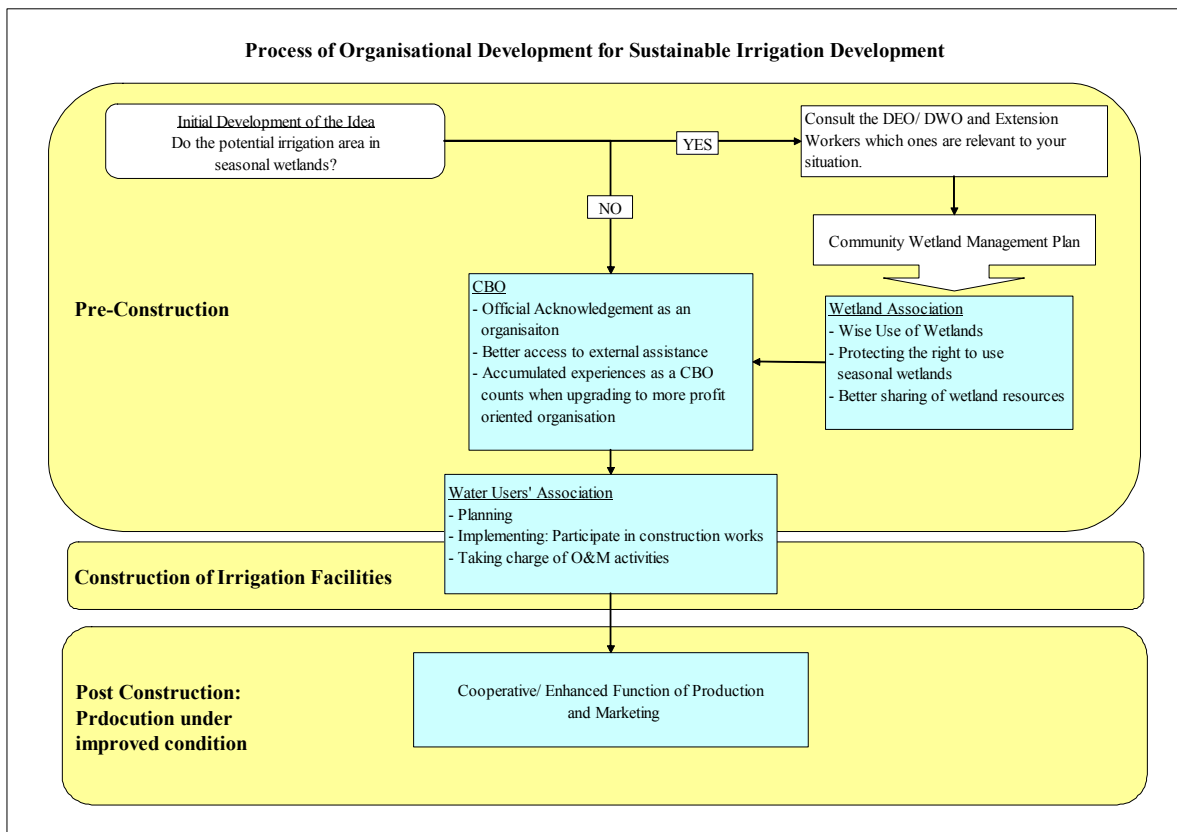 Process of Organisational Development for Sustainable Irrigation Development
Initial Development of the Idea
Do the potential irrigation area in
seasonal wetlands?
YES
Consult the DEO/ DWO and Extension
Workers which ones are relevant to your
situation.
NO
Community Wetland Management Plan
Pre-Construction
CBO
- Official Acknowledgement as an
organisaiton
- Better access to external assistance
- Accumulated experiences as a CBO
counts when upgrading to more profit
oriented organisation
Wetland Association
- Wise Use of Wetlands
- Protecting the right to use
seasonal wetlands
- Better sharing of wetland resources
Water Users' Association
- Planning
- Implementing: Participate in construction works
- Taking charge of O&M activities
Construction of Irrigation Facilities
Post Construction:
Prdocution under
improved condition
Cooperative/ Enhanced Function of Production
and Marketing